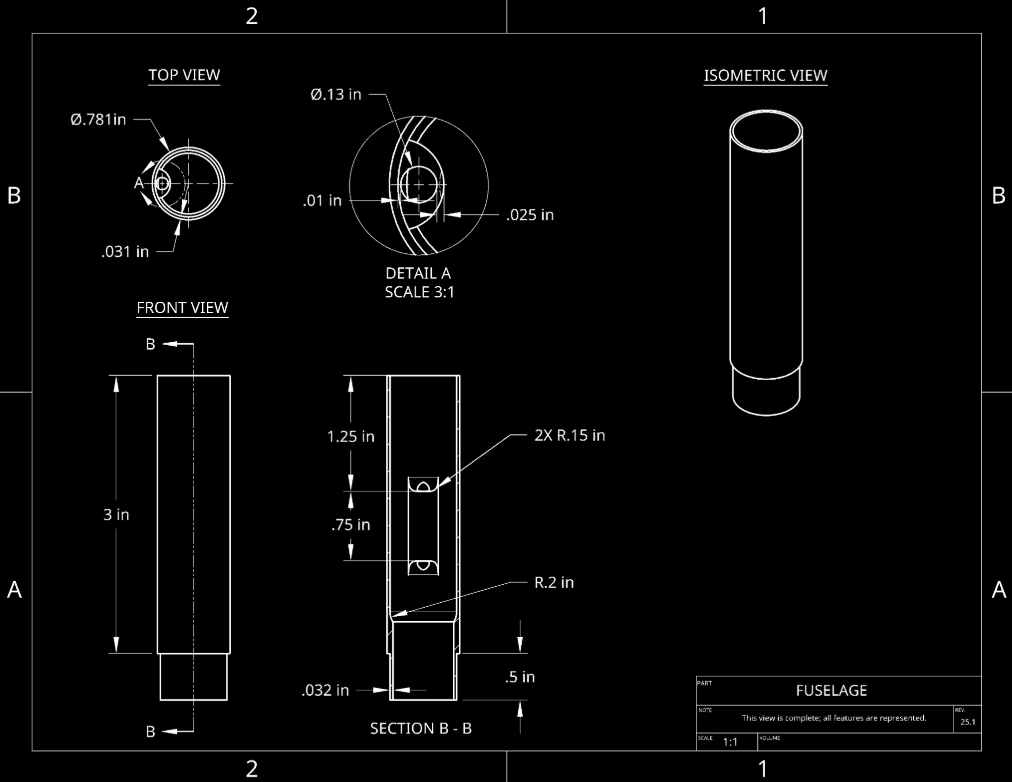 2
1
TOP VIEW
ISOMETRIC VIEW
Ø.781in
Ø.13 in
A
B
B
.01 in
.025 in
.031 in
DETAIL A
SCALE 3:1
FRONT VIEW
B
1.25 in
2X R.15 in
3 in
.75 in
R.2 in
A
A
.5 in
.032 in
B
SECTION B - B
PART
FUSELAGE
NOTE
This view is complete; all features are represented.
REV.
25.1
SCALE
1:1
VOLUME
2
1